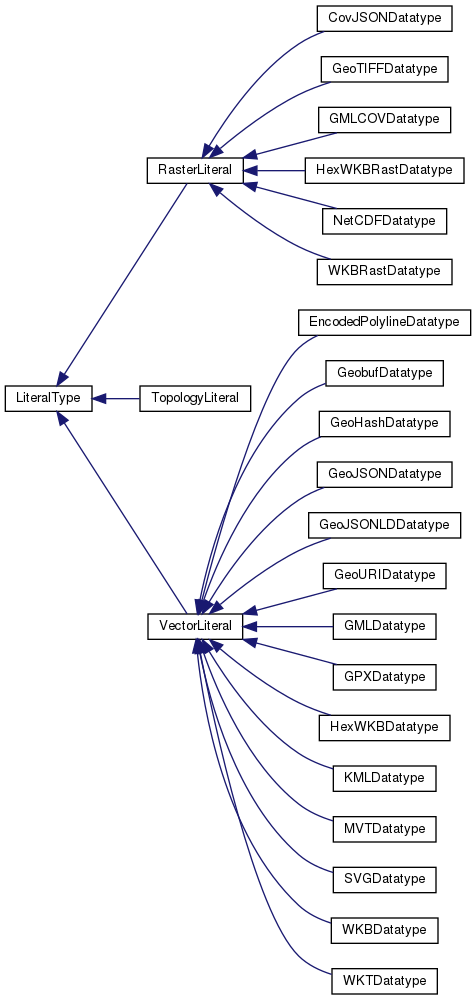 CovJSONDatatype
GeoTIFFDatatype
GMLCOVDatatype
RasterLiteral
HexWKBRastDatatype
NetCDFDatatype
WKBRastDatatype
EncodedPolylineDatatype
GeobufDatatype
LiteralType
TopologyLiteral
GeoHashDatatype
GeoJSONDatatype
GeoJSONLDDatatype
GeoURIDatatype
VectorLiteral
GMLDatatype
GPXDatatype
HexWKBDatatype
KMLDatatype
MVTDatatype
SVGDatatype
WKBDatatype
WKTDatatype